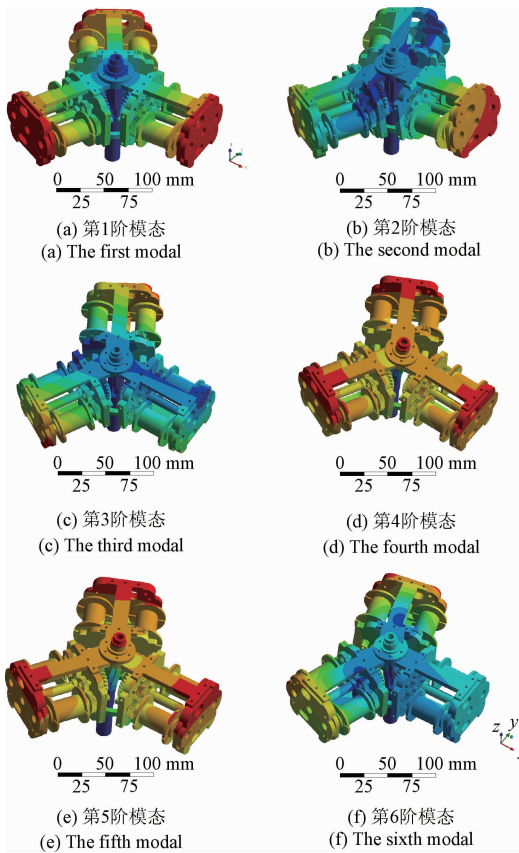 0 50 100 mm
25 75
(a) 第1阶模态
(a) The first modal
0 50 100 mm
25 75
(b) 第2阶模态
(b) The second modal
0 50 100 mm
25 75
(c) 第3阶模态
(c) The third modal
0 50 100 mm
25 75
(d) 第4阶模态
(d) The fourth modal
0 50 100 mm
25 75
(e) 第5阶模态
(e) The fifth modal
z y
0 50 100 mm
25 75
(f) 第6阶模态
(f) The sixth modal